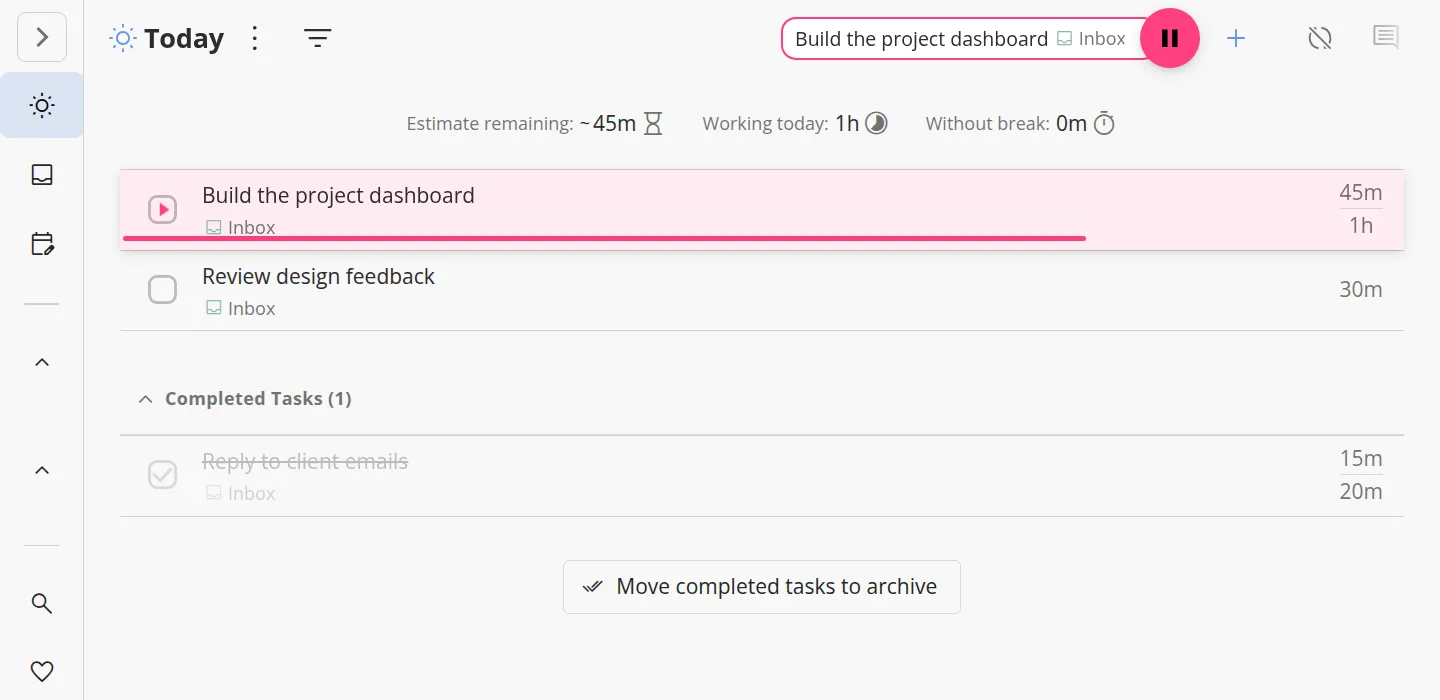 Today
Build the project dashboard Inbox
Estimate remaining: ~45m Working today: 1h Without break: 0m
Build the project dashboard
Inbox
45m
1h
Review design feedback
Inbox
30m
Completed Tasks (1)
Reply to client emails
Inbox
15m
20m
Move completed tasks to archive